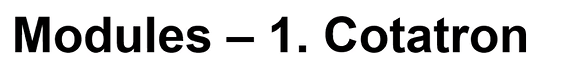 Modules – 1. Cotatron